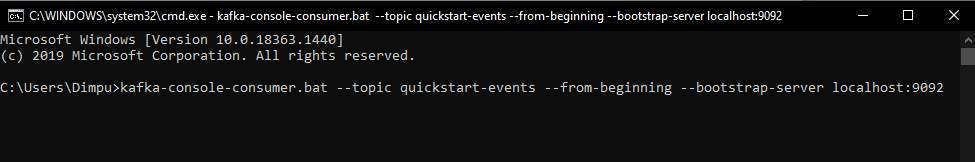 C:\WINDOWS\system32\cmd.exe - kafka-console-consumer.bat --topic quickstart-events --from-beginning --bootstrap-server localhost:9092
Microsoft Windows [Version 10.0.18363.1440]
(c) 2019 Microsoft Corporation. All rights reserved.
C:\Users\Dimpu>kafka-console-consumer.bat --topic quickstart-events --from-beginning --bootstrap-server localhost:9092